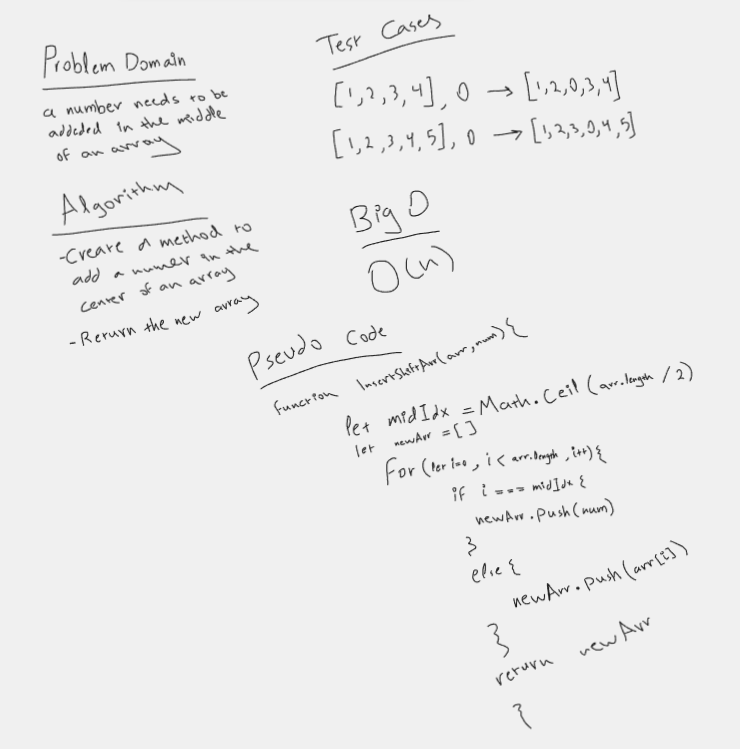 Problem Domain
a number needs to be
addeded in the middle
of an array
Algorithm
-Create a method to
add a numer in the
center of an array
- Return the new array
Test Cases
[1,2,3,4], 0 → [1,2,0,3,4]
[1,2,3,4,5], 0 → [1,2,3,0,4,5]
Big O
O(n)
Pseudo Code
function InsertShiftArr(arr,num){
let midIdx = Math.Ceil(arr.length / 2)
let newArr = []
For (let i=0, i < arr.length, i++){
if i === midIdx {
newArr.push(num)
}
else {
newArr.push(arr[i])
}
return newArr
{